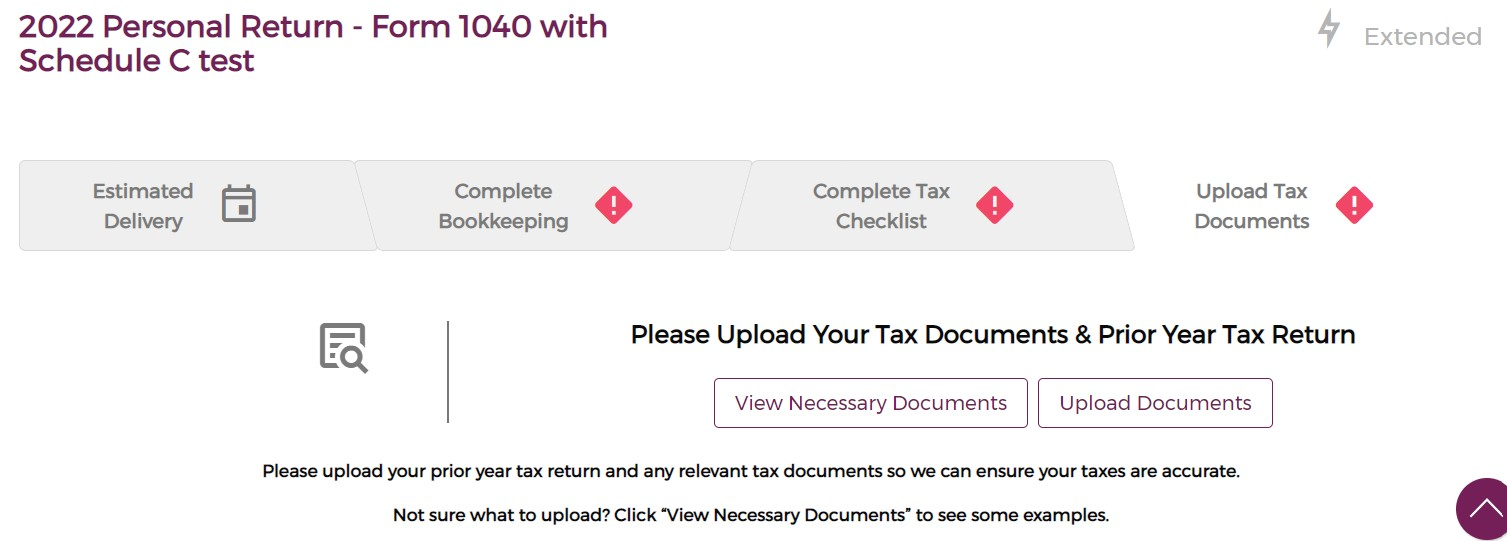 2022 Personal Return - Form 1040 with
Schedule C test
Extended
Estimated
Delivery
Complete
Bookkeeping
Complete Tax
Checklist
Upload Tax
Documents
Please Upload Your Tax Documents & Prior Year Tax Return
View Necessary Documents
Upload Documents
Please upload your prior year tax return and any relevant tax documents so we can ensure your taxes are accurate.
Not sure what to upload? Click “View Necessary Documents” to see some examples.